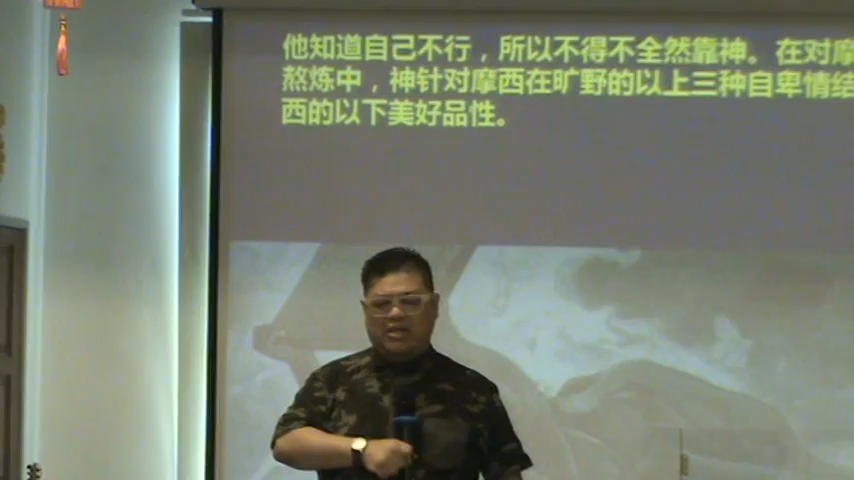 他知道自己不行，所以不得不全然靠神。在对摩
熬炼中，神针对摩西在旷野的以上三种自卑情结
西的以下美好品性。